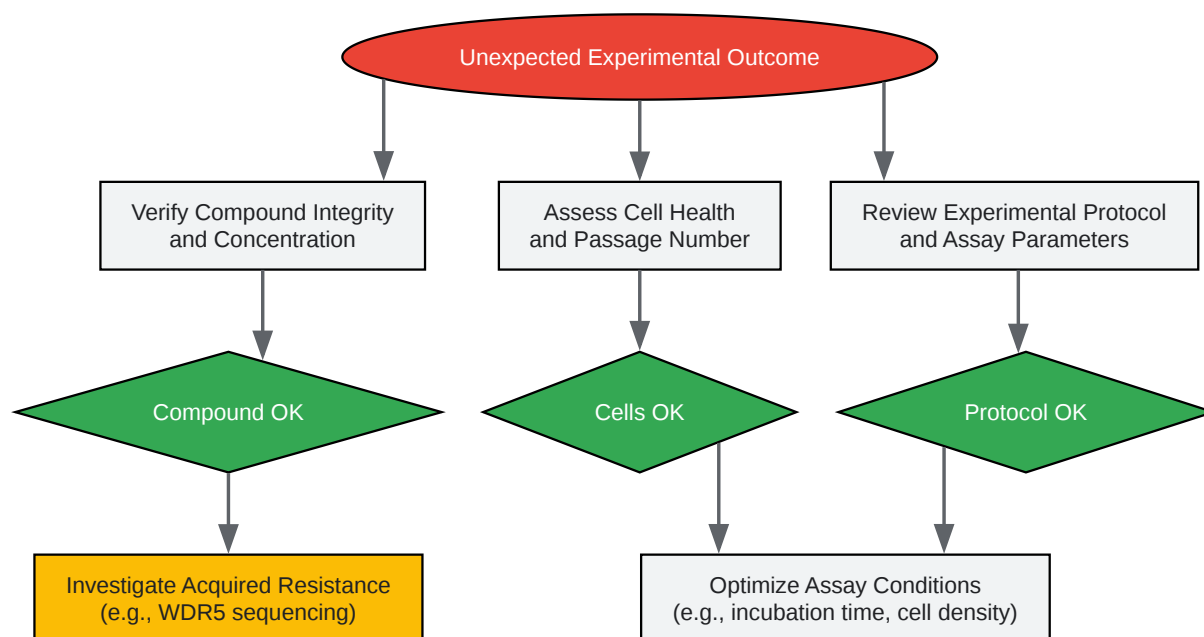 Unexpected Experimental Outcome
Verify Compound Integrity
and Concentration
Assess Cell Health
and Passage Number
Review Experimental Protocol
and Assay Parameters
Compound OK
Cells OK
Protocol OK
Investigate Acquired Resistance
(e.g., WDR5 sequencing)
Optimize Assay Conditions
(e.g., incubation time, cell density)